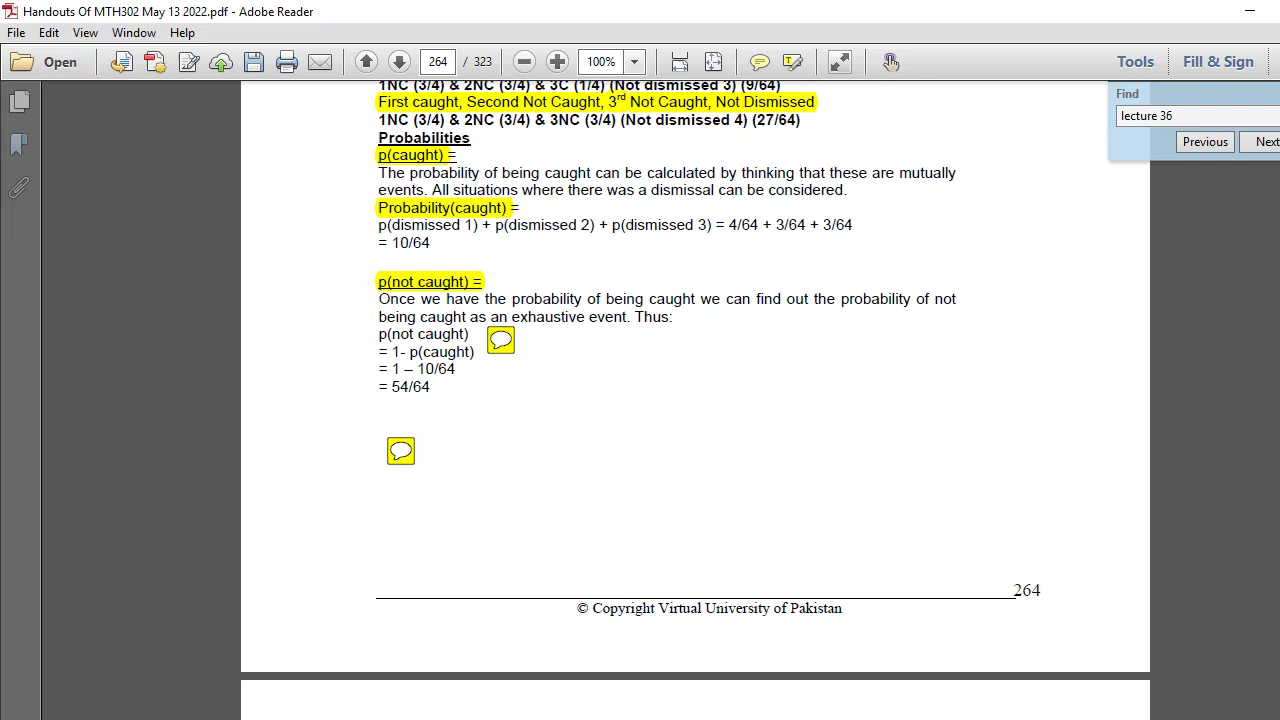 Handouts Of MTH302 May 13 2022.pdf - Adobe Reader
File Edit View Window Help
Open 264 / 323 100% Tools Fill & Sign
Find
lecture 36
Previous Next
1NC (3/4) & 2NC (3/4) & 3C (1/4) (Not dismissed 3) (9/64)
First caught, Second Not Caught, 3rd Not Caught, Not Dismissed
1NC (3/4) & 2NC (3/4) & 3NC (3/4) (Not dismissed 4) (27/64)
Probabilities
p(caught) =
The probability of being caught can be calculated by thinking that these are mutually
events. All situations where there was a dismissal can be considered.
Probability(caught) =
p(dismissed 1) + p(dismissed 2) + p(dismissed 3) = 4/64 + 3/64 + 3/64
= 10/64
p(not caught) =
Once we have the probability of being caught we can find out the probability of not
being caught as an exhaustive event. Thus:
p(not caught)
= 1- p(caught)
= 1 – 10/64
= 54/64
264
© Copyright Virtual University of Pakistan